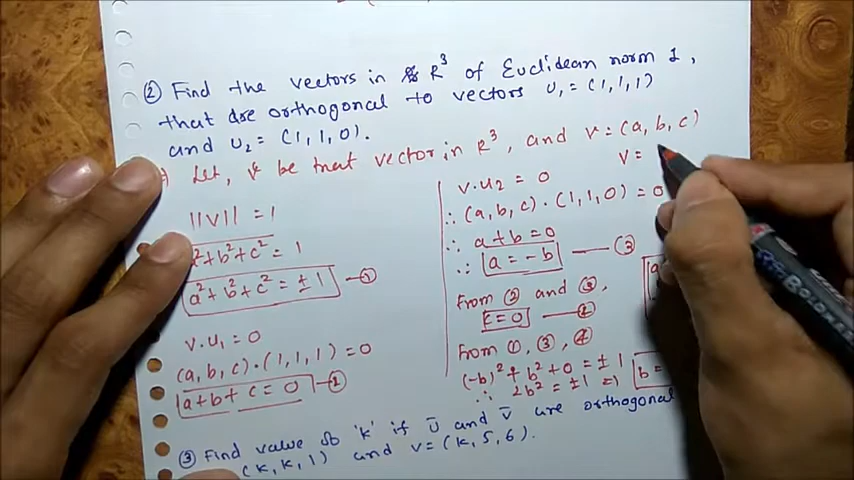 ② Find the vectors in R³ of Euclidean norm 1,
that are orthogonal to vectors u₁ = (1,1,1)
and u₂ = (1,1,0).
Let, v be that vector in R³, and v = (a, b, c)
v =
||v|| = 1
a² + b² + c² = 1
a² + b² + c² = ± 1 —①
v·u₁ = 0
(a, b, c)·(1, 1, 1) = 0
a + b + c = 0 —②
v·u₂ = 0
∴ (a, b, c)·(1, 1, 0) = 0
∴ a + b = 0
∴ a = -b —③
From ② and ③,
c = 0 —④
From ①, ③, ④
(-b)² + b² + 0 = ± 1
∴ 2b² = ±1 ⇒ b =
③ Find value of 'k' if ū and v̄ are orthogonal
(k, k, 1) and v = (k, 5, 6).